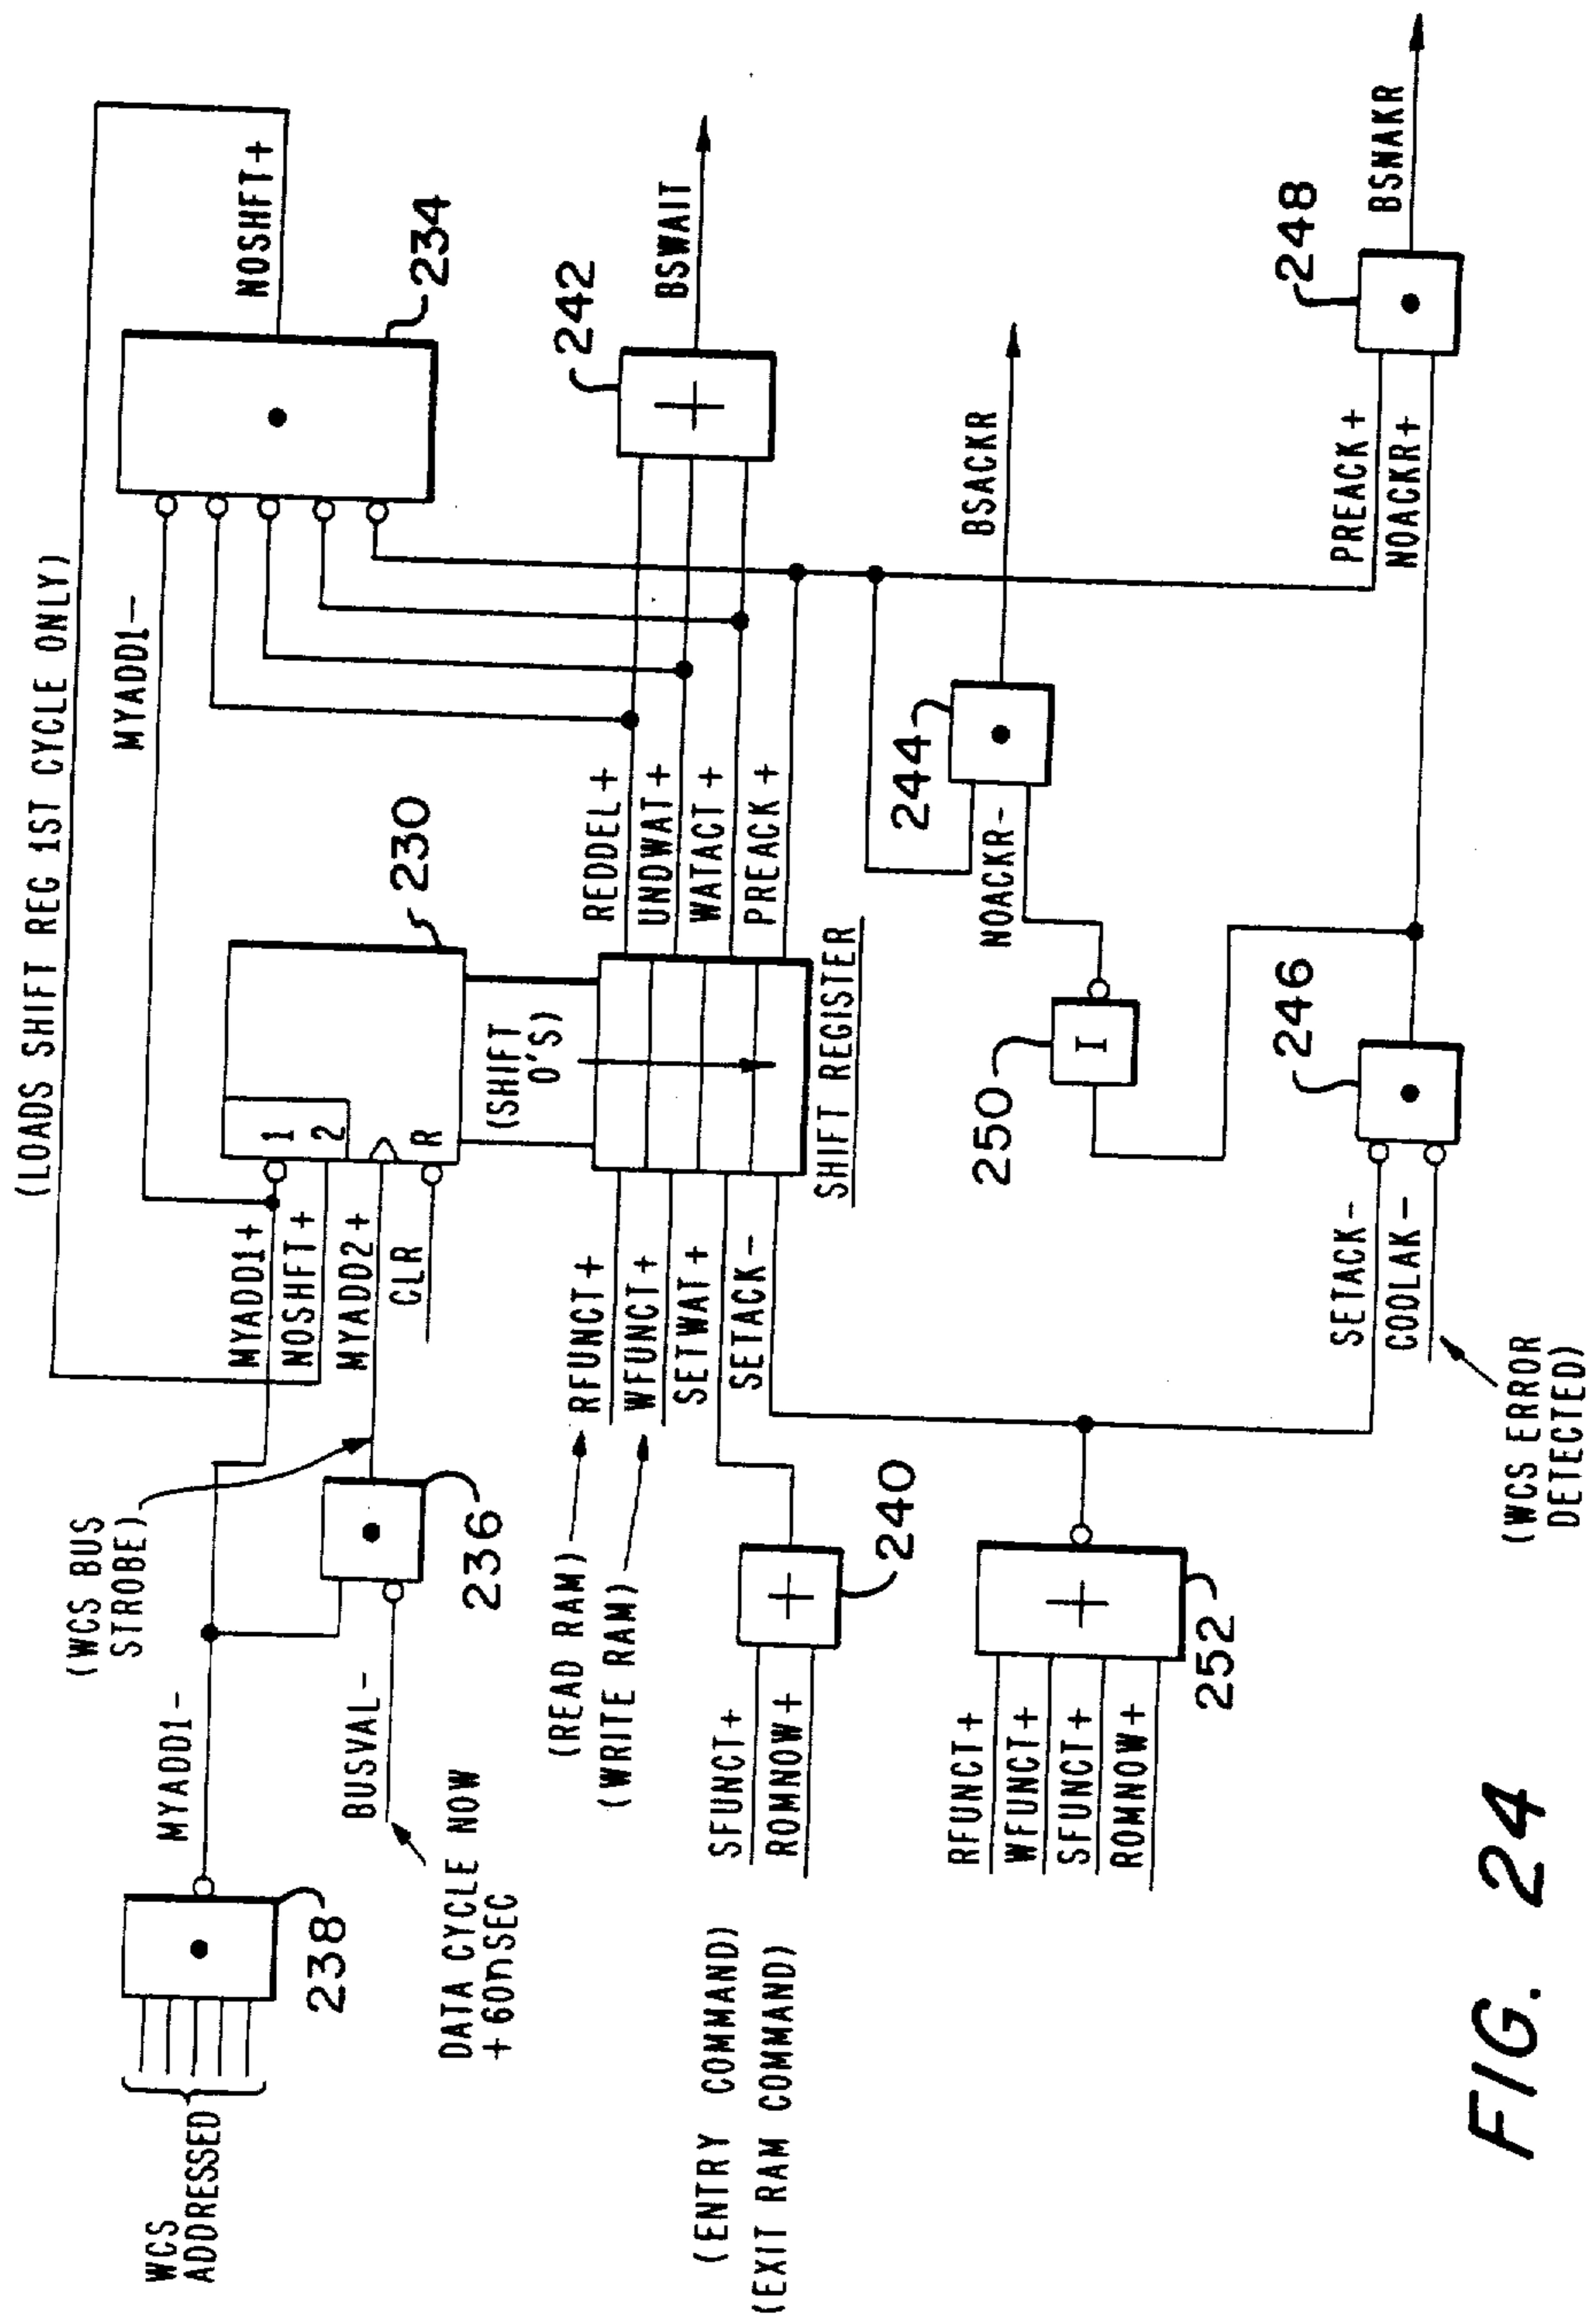 (LOADS SHIFT REG 1ST CYCLE ONLY)
MYADD1-
NOSHFT+
234
230
1
2
R
MYADD1+
NOSHFT+
MYADD2+
CLR
(WCS BUS
STROBE)
236
MYADD1-
BUSVAL-
238
WCS
ADDRESSED
DATA CYCLE NOW
+60nSEC
(SHIFT
0'S)
242
BSWAIT
REDDEL+
UNDWAT+
WATACT+
PREACK+
(READ RAM)
(WRITE RAM)
RFUNCT+
WFUNCT+
SETWAT+
SETACK-
SHIFT REGISTER
(ENTRY COMMAND)
(EXIT RAM COMMAND)
SFUNCT+
ROMNOW+
240
244
NOACKR-
BSACKR
250
I
RFUNCT+
WFUNCT+
SFUNCT+
ROMNOW+
252
246
SETACK-
COOLAK-
(WCS ERROR
DETECTED)
PREACK+
NOACKR+
248
BSNAKR
FIG. 24